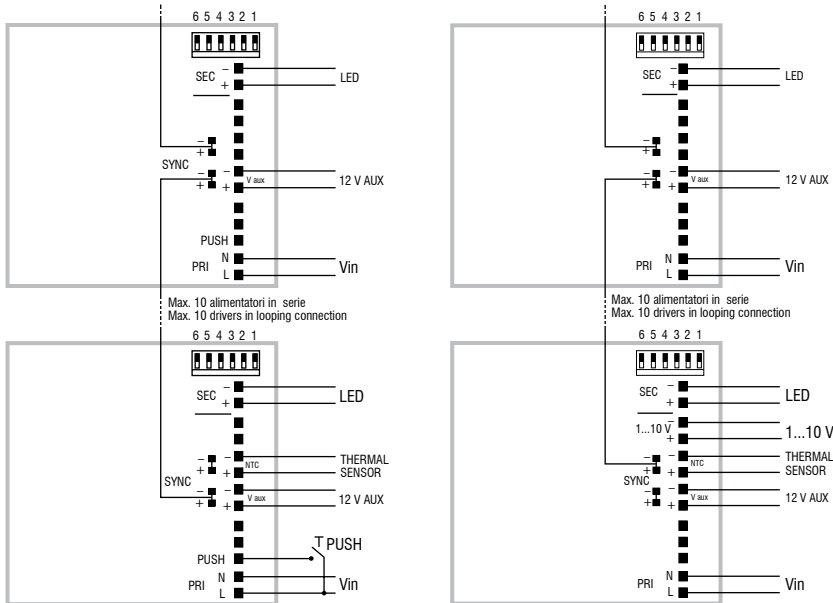 6 5 4 3 2 1
SEC
−
+
LED
−
+
SYNC
−
+
−
+
V aux
12 V AUX
PUSH
PRI
N
L
Vin
6 5 4 3 2 1
SEC
−
+
LED
−
+
−
+
−
+
V aux
12 V AUX
PRI
N
L
Vin
Max. 10 alimentatori in serie
Max. 10 drivers in looping connection
Max. 10 alimentatori in serie
Max. 10 drivers in looping connection
6 5 4 3 2 1
SEC
−
+
LED
−
+
−
+
NTC
THERMAL
SENSOR
SYNC
−
+
−
+
V aux
12 V AUX
PUSH
PUSH
PRI
N
L
Vin
6 5 4 3 2 1
SEC
−
+
LED
1...10 V
−
+
1...10 V
−
+
−
+
NTC
THERMAL
SENSOR
SYNC
−
+
−
+
V aux
12 V AUX
PRI
N
L
Vin